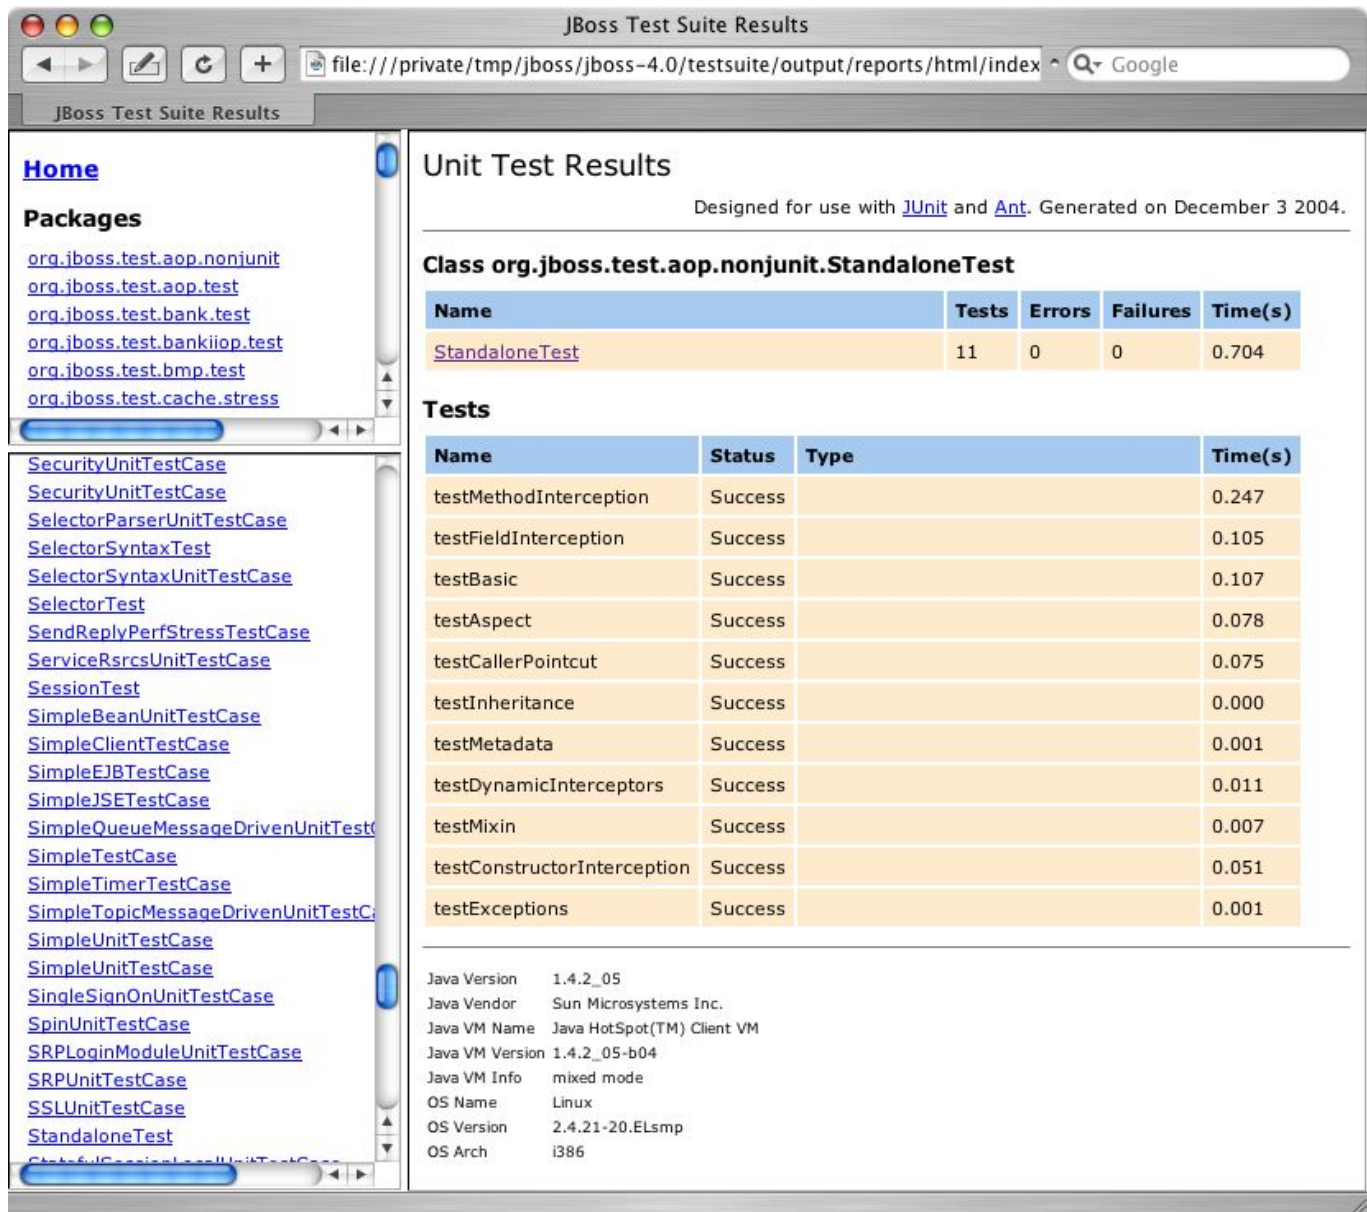 JBoss Test Suite Results
file:///private/tmp/jboss/jboss-4.0/testsuite/output/reports/html/index
Google
JBoss Test Suite Results
Home
Packages
org.jboss.test.aop.nonjunit
org.jboss.test.aop.test
org.jboss.test.bank.test
org.jboss.test.bankiiop.test
org.jboss.test.bmp.test
org.jboss.test.cache.stress
SecurityUnitTestCase
SecurityUnitTestCase
SelectorParserUnitTestCase
SelectorSyntaxTest
SelectorSyntaxUnitTestCase
SelectorTest
SendReplyPerfStressTestCase
ServiceRsrcsUnitTestCase
SessionTest
SimpleBeanUnitTestCase
SimpleClientTestCase
SimpleEJBTestCase
SimpleJSETestCase
SimpleQueueMessageDrivenUnitTest
SimpleTestCase
SimpleTimerTestCase
SimpleTopicMessageDrivenUnitTestCa
SimpleUnitTestCase
SimpleUnitTestCase
SingleSignOnUnitTestCase
SpinUnitTestCase
SRPLoginModuleUnitTestCase
SRPUnitTestCase
SSLUnitTestCase
StandaloneTest
Unit Test Results
Designed for use with JUnit and Ant. Generated on December 3 2004.
Class org.jboss.test.aop.nonjunit.StandaloneTest
Name Tests Errors Failures Time(s)
StandaloneTest 11 0 0 0.704
Tests
Name Status Type Time(s)
testMethodInterception Success 0.247
testFieldInterception Success 0.105
testBasic Success 0.107
testAspect Success 0.078
testCallerPointcut Success 0.075
testInheritance Success 0.000
testMetadata Success 0.001
testDynamicInterceptors Success 0.011
testMixin Success 0.007
testConstructorInterception Success 0.051
testExceptions Success 0.001
Java Version 1.4.2_05
Java Vendor Sun Microsystems Inc.
Java VM Name Java HotSpot(TM) Client VM
Java VM Version 1.4.2_05-b04
Java VM Info mixed mode
OS Name Linux
OS Version 2.4.21-20.ELsmp
OS Arch i386